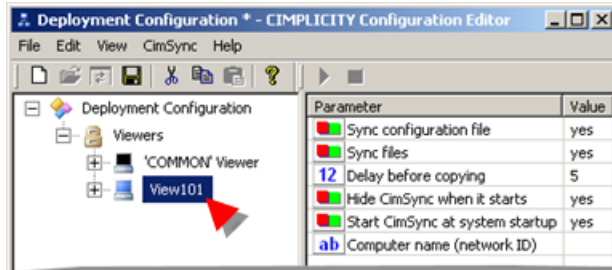 Deployment Configuration * - CIMPLICITY Configuration Editor
File Edit View CimSync Help
Deployment Configuration
Viewers
'COMMON' Viewer
View101
Parameter Value
Sync configuration file yes
Sync files yes
12 Delay before copying 5
Hide CimSync when it starts yes
Start CimSync at system startup yes
ab Computer name (network ID)